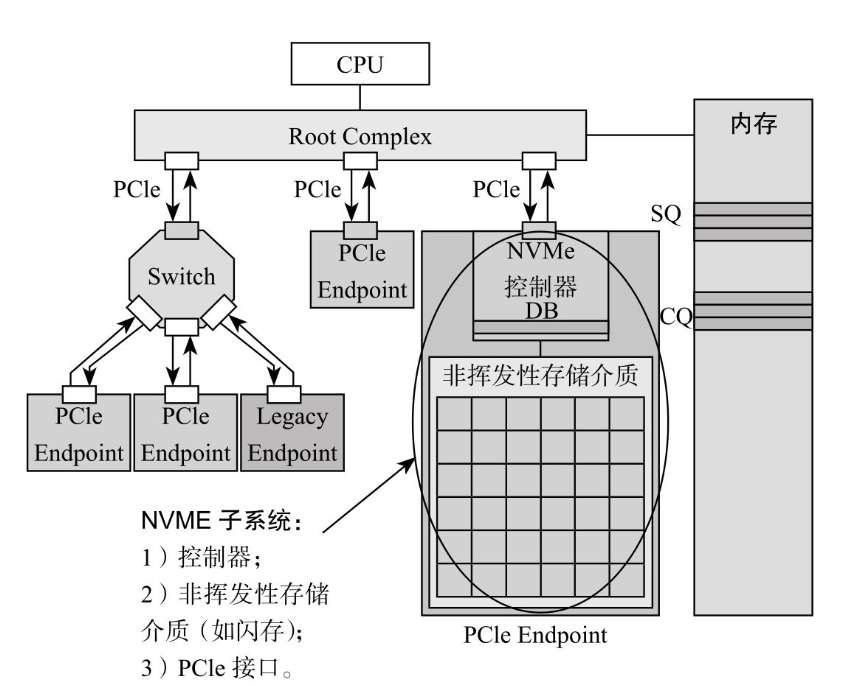 CPU
Root Complex
内存
PCle
PCle
PCle
SQ
CQ
Switch
PCle
Endpoint
NVMe
控制器
DB
非挥发性存储介质
PCle
Endpoint
PCle
Endpoint
Legacy
Endpoint
NVME 子系统：
1）控制器；
2）非挥发性存储
介质（如闪存）；
3）PCle 接口。
PCle Endpoint